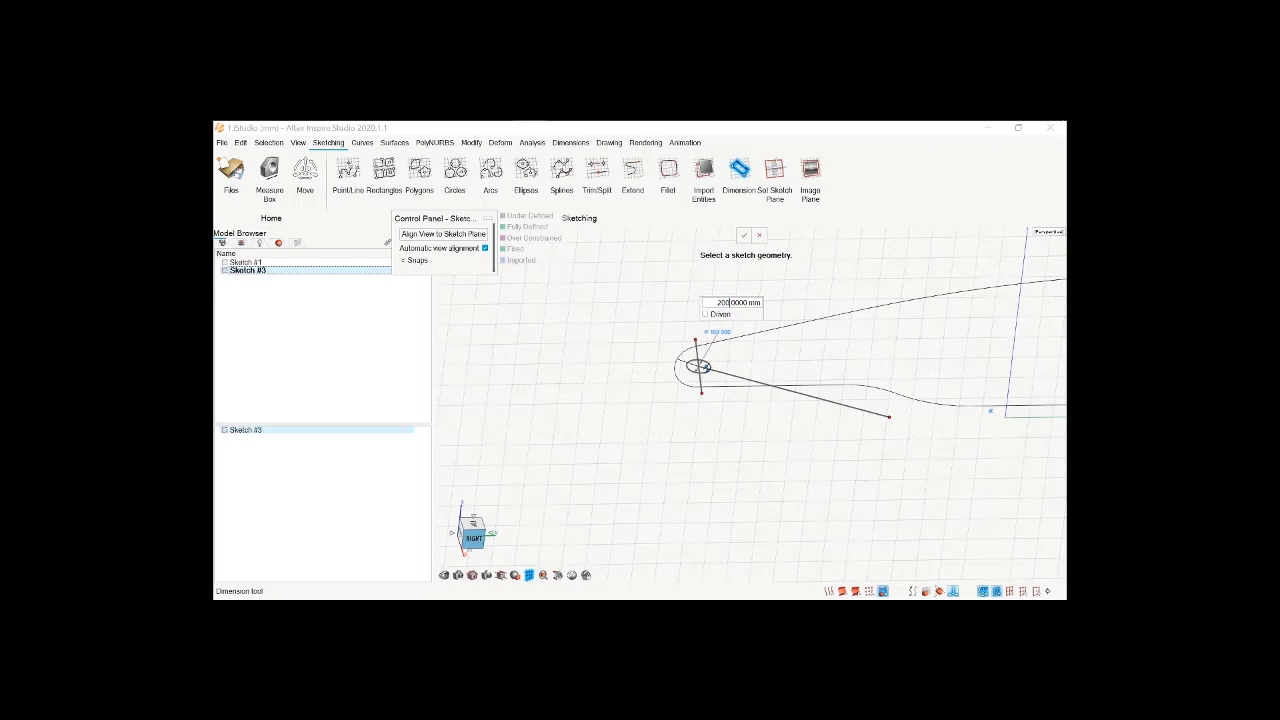 1.iStudio (mm) - Altair Inspire Studio 2020.1.1
File Edit Selection View Sketching Curves Surfaces PolyNURBS Modify Deform Analysis Dimensions Drawing Rendering Animation
Files Measure Box Move Point/Line Rectangles Polygons Circles Arcs Ellipses Splines Trim/Split Extend Fillet Import Entities Dimension Set Sketch Plane Image Plane
Home
Sketching
Control Panel - Sketc...
Align View to Sketch Plane
Automatic view alignment
Snaps
Under Defined
Fully Defined
Over Constrained
Fixed
Imported
Model Browser
Name
Sketch #1
Sketch #3
[Perspective]
Select a sketch geometry.
200.0000 mm
Driven
Sketch #3
RIGHT
Dimension tool